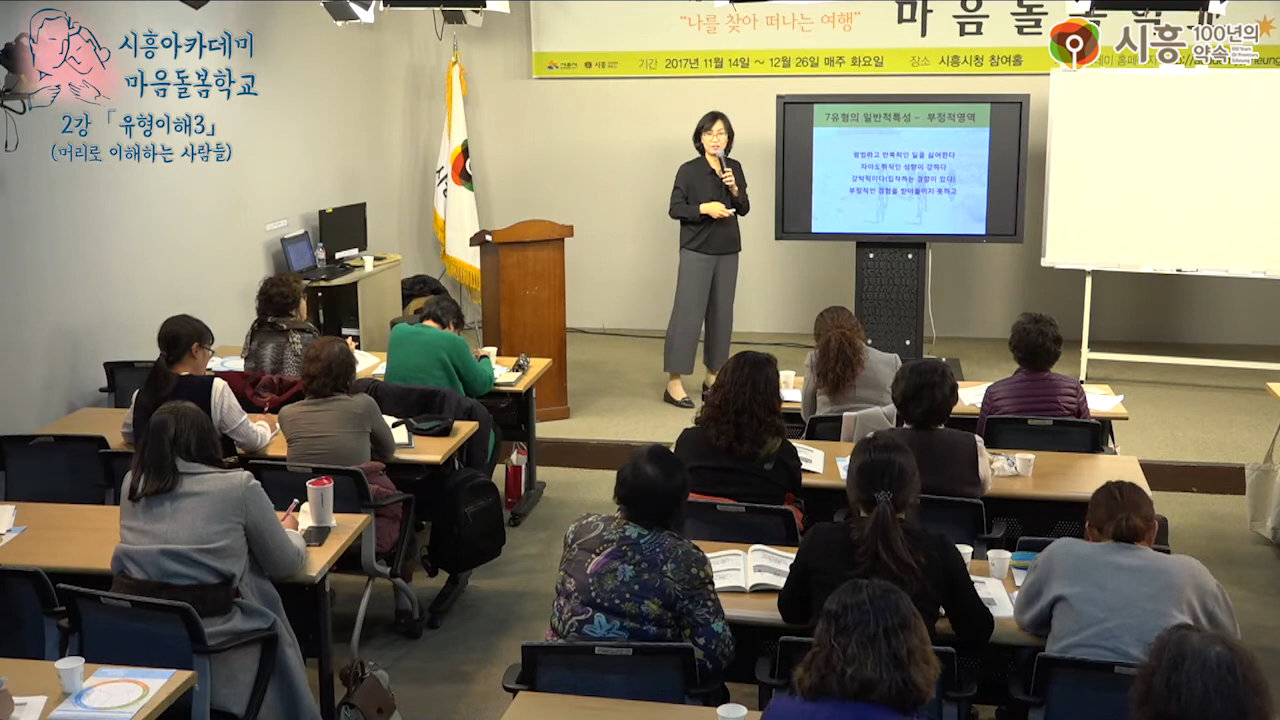 시흥아카데미
마음돌봄학교
2강 「유형이해3」
(머리로 이해하는 사람들)
"나를 찾아 떠나는 여행"
마음돌봄학교
기간 2017년 11월 14일 ~ 12월 26일 매주 화요일
장소 시흥시청 참여홀
시흥 100년의 약속
7유형의 일반적특성 - 부정적영역
평범하고 반복적인 일을 싫어한다
자아도취적인 성향이 강하다
강박적이다(집착하는 경향이 있다)
부정적인 경험을 받아들이지 못하고